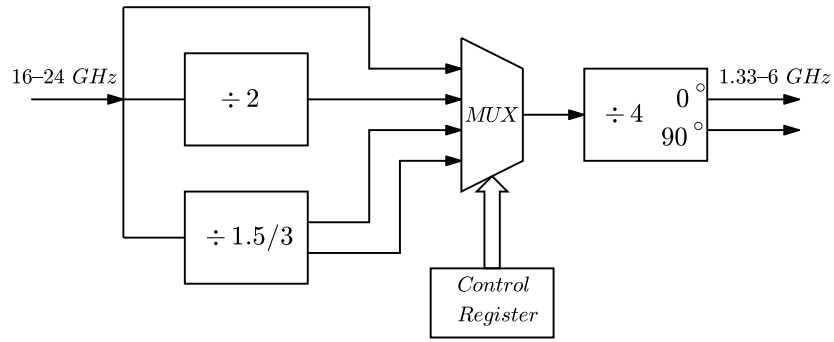 16–24 GHz
1.33–6 GHz
÷ 2
MUX
÷ 4
0°
90°
÷ 1.5/3
Control
Register